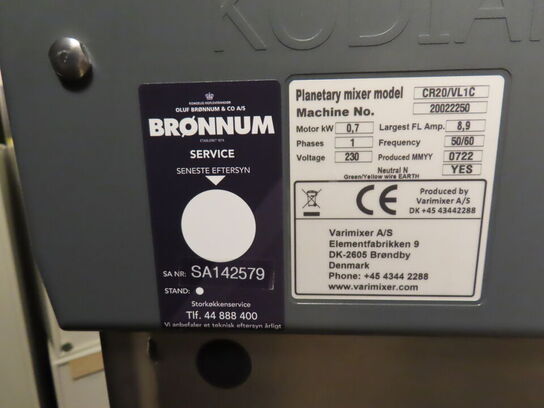 KODIA
KONGELIG HOFLEVERANDØR
OLUF BRØNNUM & CO A/S
BRØNNUM
ETABLERET 1874
SERVICE
SENESTE EFTERSYN
SA NR: SA142579
STAND:
Storkøkkenservice
Tlf. 44 888 400
Vi anbefaler et teknisk eftersyn årligt
Planetary mixer model CR20/VL1C
Machine No. 20022250
Motor kW 0,7 Largest FL Amp. 8,9
Phases 1 Frequency 50/60
Voltage 230 Produced MMYY 0722
Neutral N YES
Green/Yellow wire EARTH
CE
Produced by
Varimixer A/S
DK +45 43442288
Varimixer A/S
Elementfabrikken 9
DK-2605 Brøndby
Denmark
Phone: +45 4344 2288
www.varimixer.com